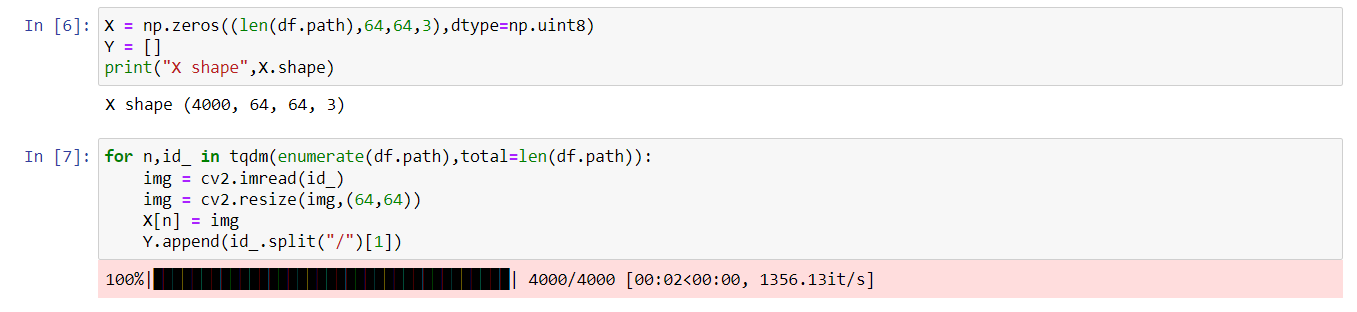 In [6]: X = np.zeros((len(df.path),64,64,3),dtype=np.uint8)
Y = []
print("X shape",X.shape)
X shape (4000, 64, 64, 3)
In [7]: for n,id_ in tqdm(enumerate(df.path),total=len(df.path)):
    img = cv2.imread(id_)
    img = cv2.resize(img,(64,64))
    X[n] = img
    Y.append(id_.split("/")[1])
100%|██████████| 4000/4000 [00:02<00:00, 1356.13it/s]